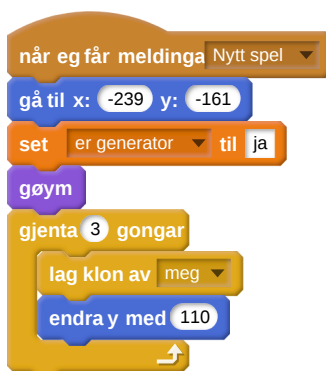 når eg får meldinga Nytt spel
gå til x: -239 y: -161
set er generator til ja
gøym
gjenta 3 gongar
lag klon av meg
endra y med 110